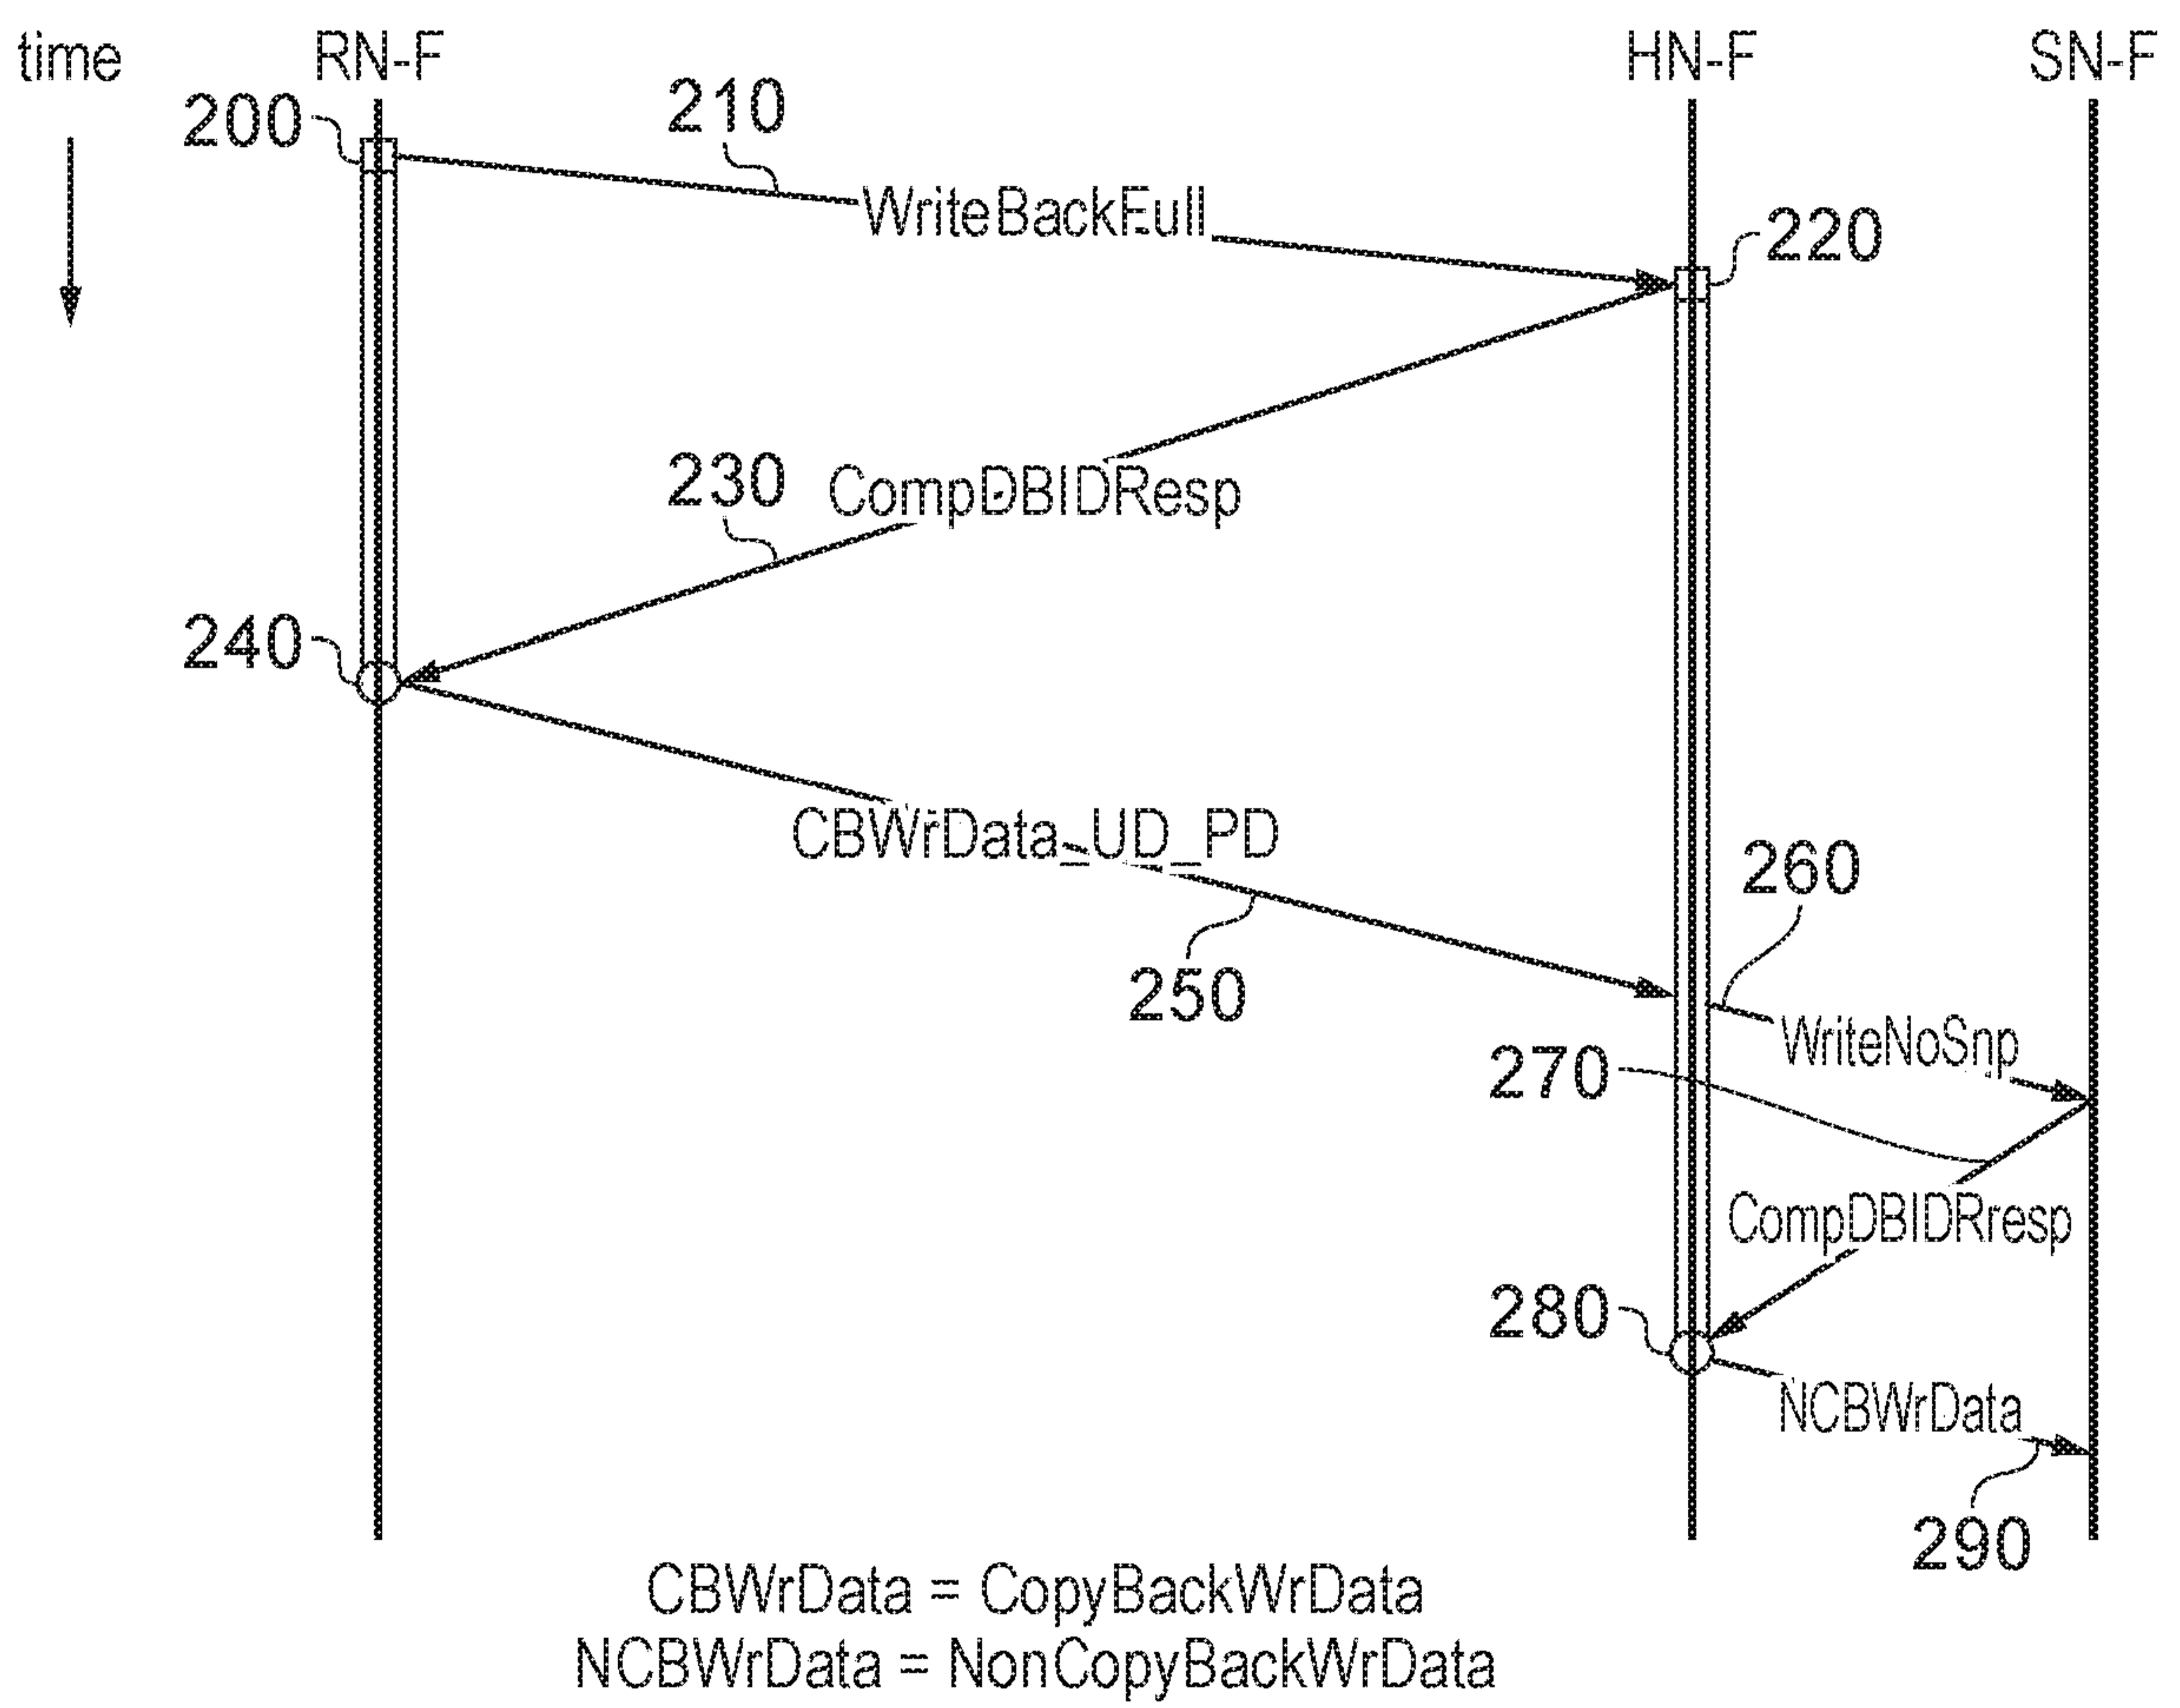 time RN-F HN-F SN-F
200
210
WriteBackFull
220
230 CompDBIDResp
240
CBWrData_UD_PD
250
260
WriteNoSnp
270
CompDBIDRresp
280
NCBWrData
290
CBWrData = CopyBackWrData
NCBWrData = NonCopyBackWrData